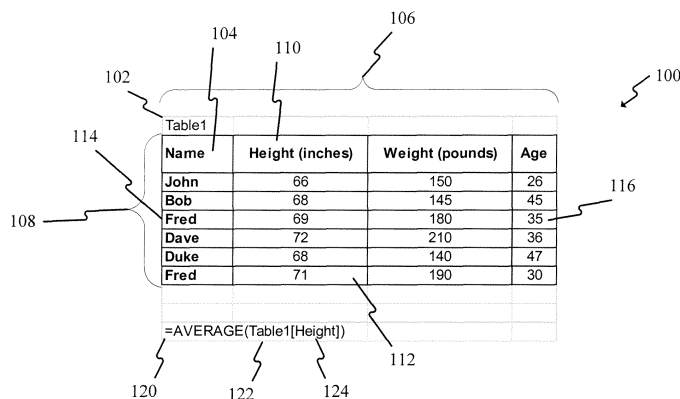 106
104 110
102 100
Table1
114
Name Height (inches) Weight (pounds) Age
John 66 150 26
Bob 68 145 45
116
108
Fred 69 180 35
Dave 72 210 36
Duke 68 140 47
Fred 71 190 30
=AVERAGE(Table1[Height])
112
120 122 124